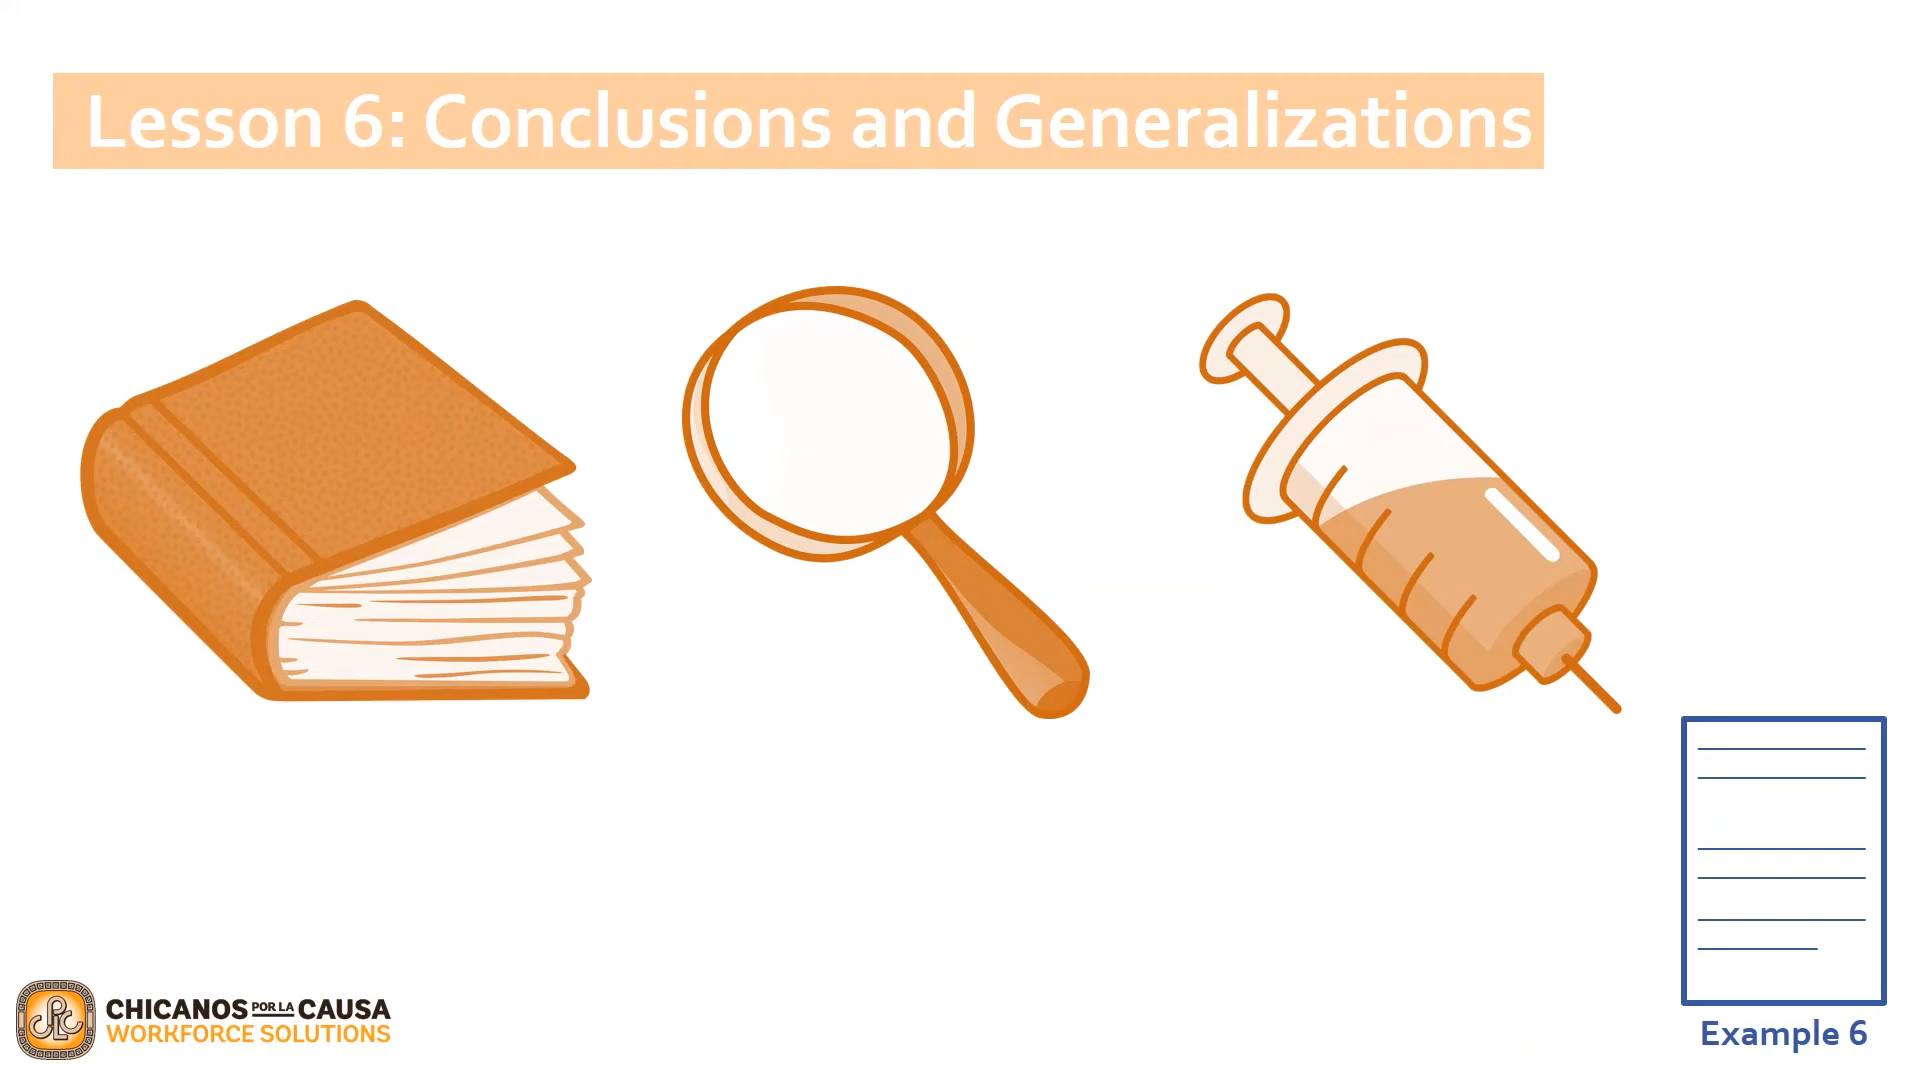 Lesson 6: Conclusions and Generalizations
CHICANOS POR LA CAUSA
WORKFORCE SOLUTIONS
Example 6